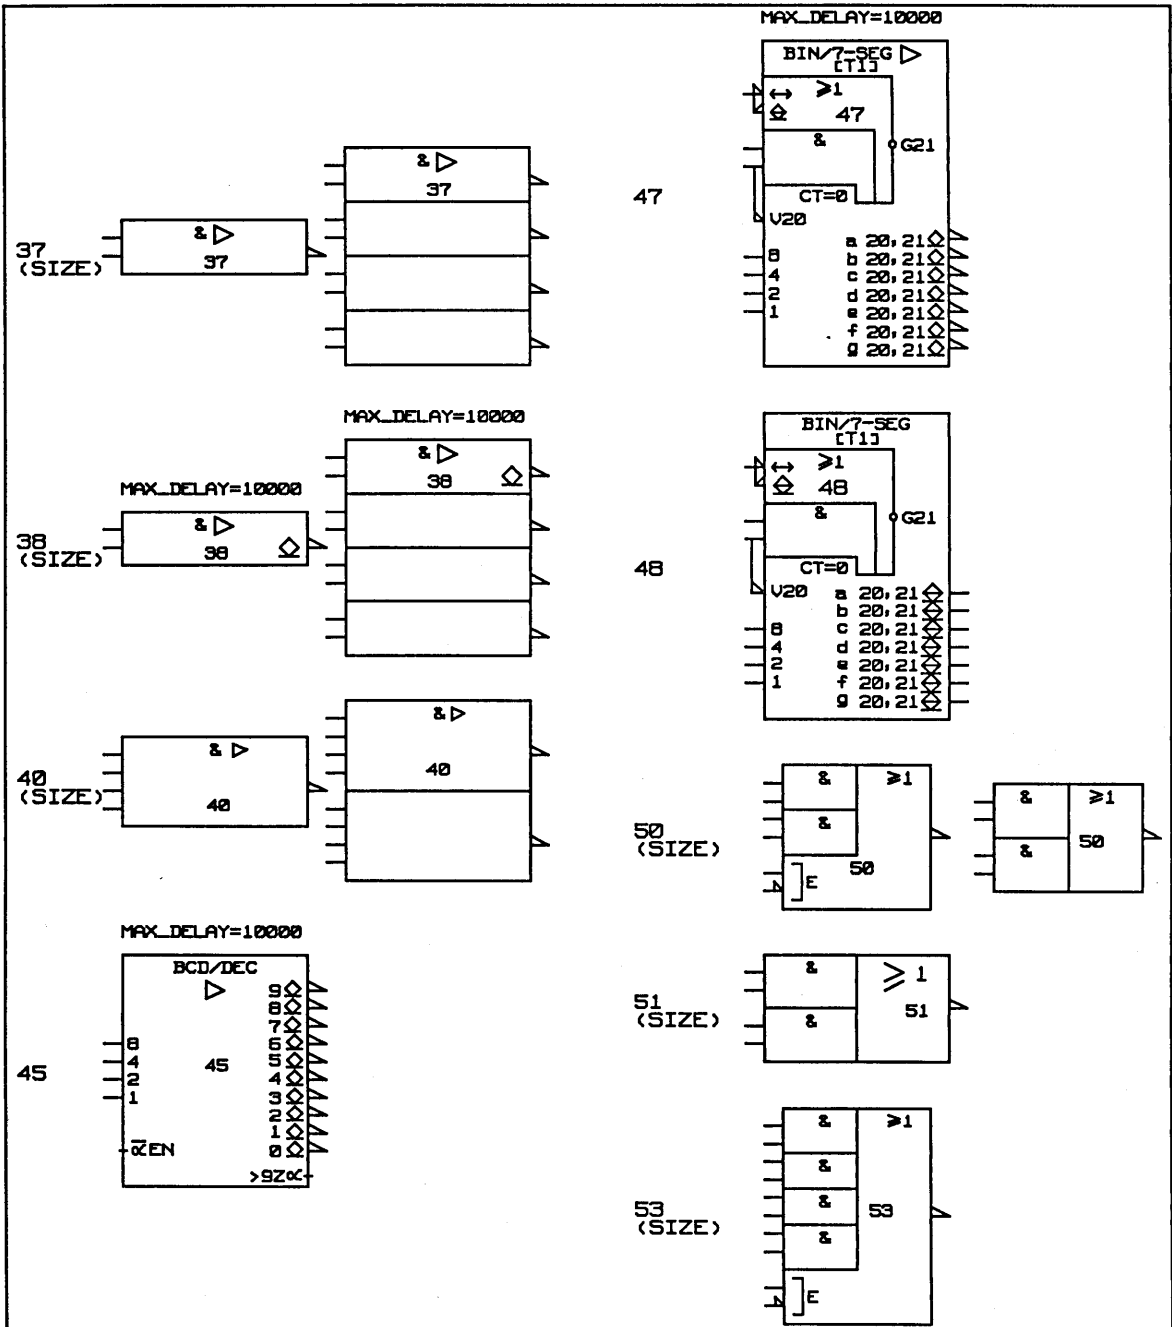 37
(SIZE)
& ▷
37
& ▷
37
38
(SIZE)
MAX_DELAY=10000
& ▷
38 ◇
MAX_DELAY=10000
& ▷
38 ◇
40
(SIZE)
& ▷
40
& ▷
40
45
MAX_DELAY=10000
BCD/DEC
▷
45
8
4
2
1
9◇
8◇
7◇
6◇
5◇
4◇
3◇
2◇
1◇
0◇
α̅EN
>9Zα
47
MAX_DELAY=10000
BIN/7-SEG ▷
[T1]
↔ ≥1
47
&
G21
CT=0
V20
8
4
2
1
a 20,21◇
b 20,21◇
c 20,21◇
d 20,21◇
e 20,21◇
f 20,21◇
g 20,21◇
48
BIN/7-SEG
[T1]
↔ ≥1
48
&
G21
CT=0
V20
8
4
2
1
a 20,21
b 20,21
c 20,21
d 20,21
e 20,21
f 20,21
g 20,21
50
(SIZE)
& ≥1
&
50
E
& ≥1
& 50
51
(SIZE)
& ≥ 1
& 51
53
(SIZE)
& ≥1
&
& 53
&
E